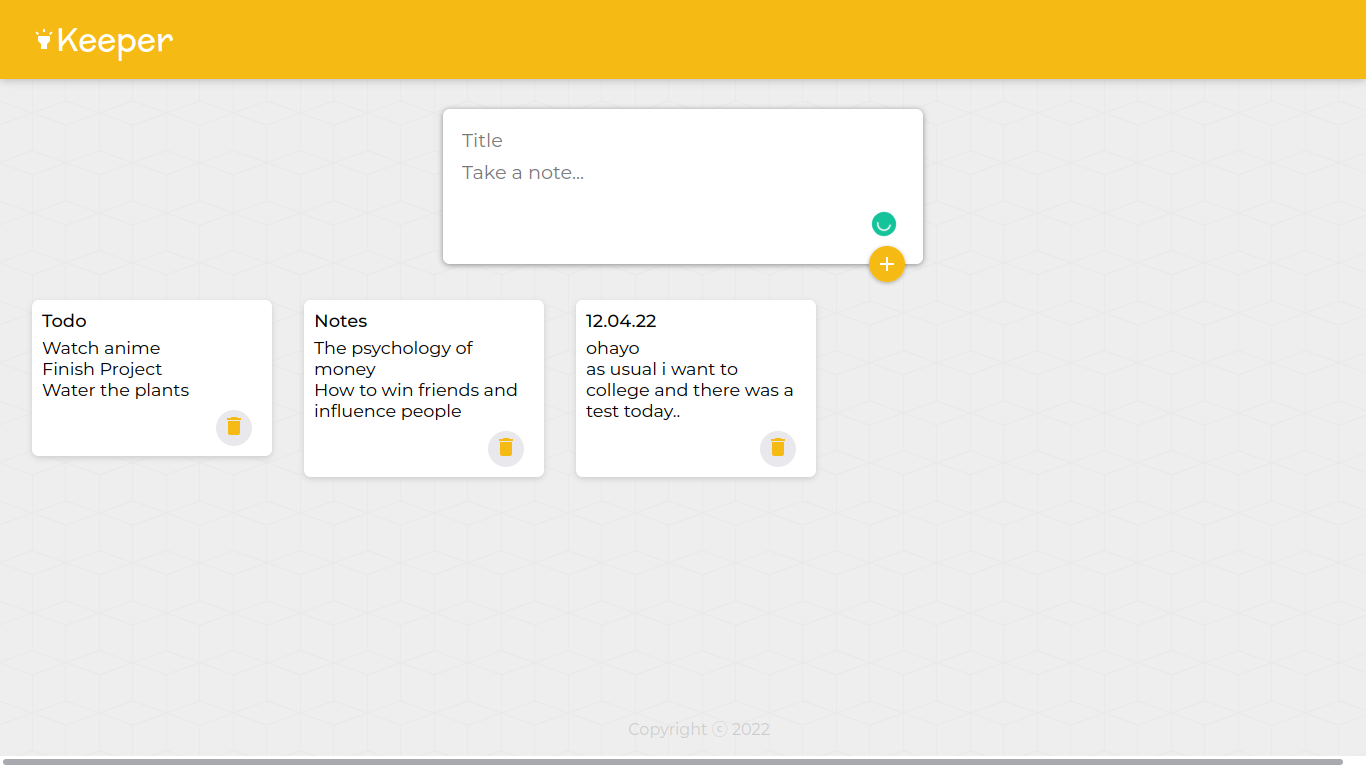 Keeper
Title
Take a note...
Todo
Watch anime
Finish Project
Water the plants
Notes
The psychology of
money
How to win friends and
influence people
12.04.22
ohayo
as usual i want to
college and there was a
test today..
Copyright ⓒ 2022